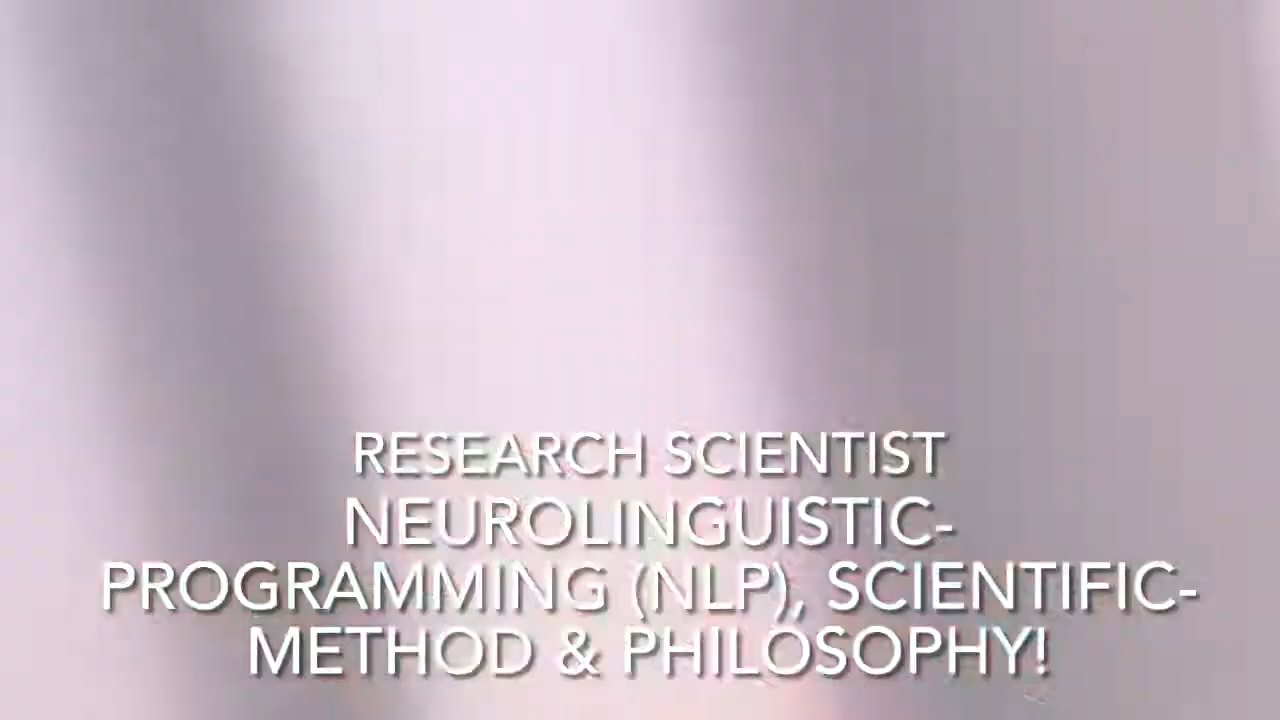 RESEARCH SCIENTIST
NEUROLINGUISTIC-
PROGRAMMING (NLP), SCIENTIFIC-
METHOD & PHILOSOPHY!